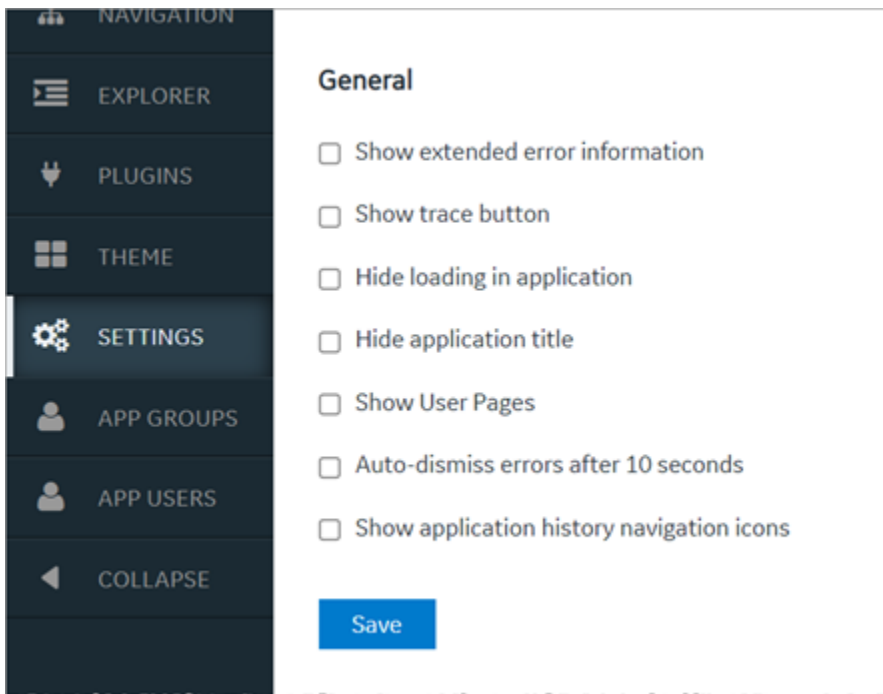 NAVIGATION
EXPLORER
PLUGINS
THEME
SETTINGS
APP GROUPS
APP USERS
COLLAPSE
General
Show extended error information
Show trace button
Hide loading in application
Hide application title
Show User Pages
Auto-dismiss errors after 10 seconds
Show application history navigation icons
Save